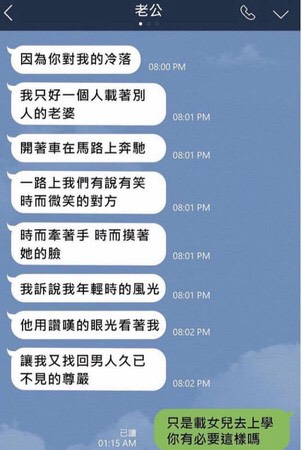 老公
因為你對我的冷落
08:00 PM
我只好一個人載著別
人的老婆
08:01 PM
開著車在馬路上奔馳
08:01 PM
一路上我們有說有笑
時而微笑的對方
08:01 PM
時而牽著手 時而摸著
她的臉
08:01 PM
我訴說我年輕時的風光
08:01 PM
他用讚嘆的眼光看著我
08:02 PM
讓我又找回男人久已
不見的尊嚴
08:02 PM
只是載女兒去上學
你有必要這樣嗎
已讀
01:15 AM